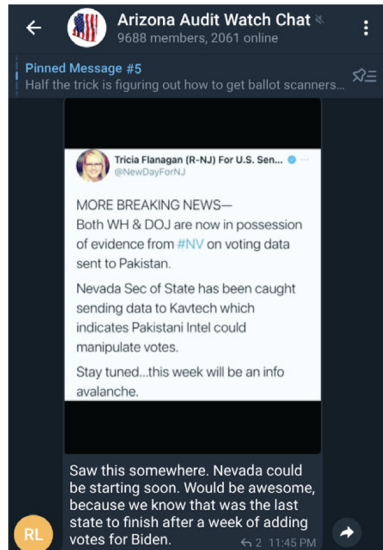 Arizona Audit Watch Chat
9688 members, 2061 online
Pinned Message #5
Half the trick is figuring out how to get ballot scanners...
Tricia Flanagan (R-NJ) For U.S. Sen...
@NewDayForNJ
MORE BREAKING NEWS—
Both WH & DOJ are now in possession
of evidence from #NV on voting data
sent to Pakistan.
Nevada Sec of State has been caught
sending data to Kavtech which
indicates Pakistani Intel could
manipulate votes.
Stay tuned...this week will be an info
avalanche.
Saw this somewhere. Nevada could
be starting soon. Would be awesome,
because we know that was the last
state to finish after a week of adding
votes for Biden.
2 11:45 PM
RL